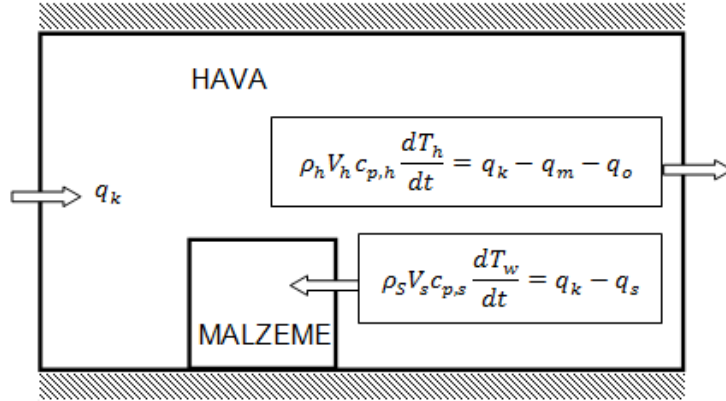 HAVA
ρ_h V_h c_{p,h} dT_h/dt = q_k − q_m − q_o
q_k
ρ_S V_s c_{p,s} dT_w/dt = q_k − q_s
MALZEME